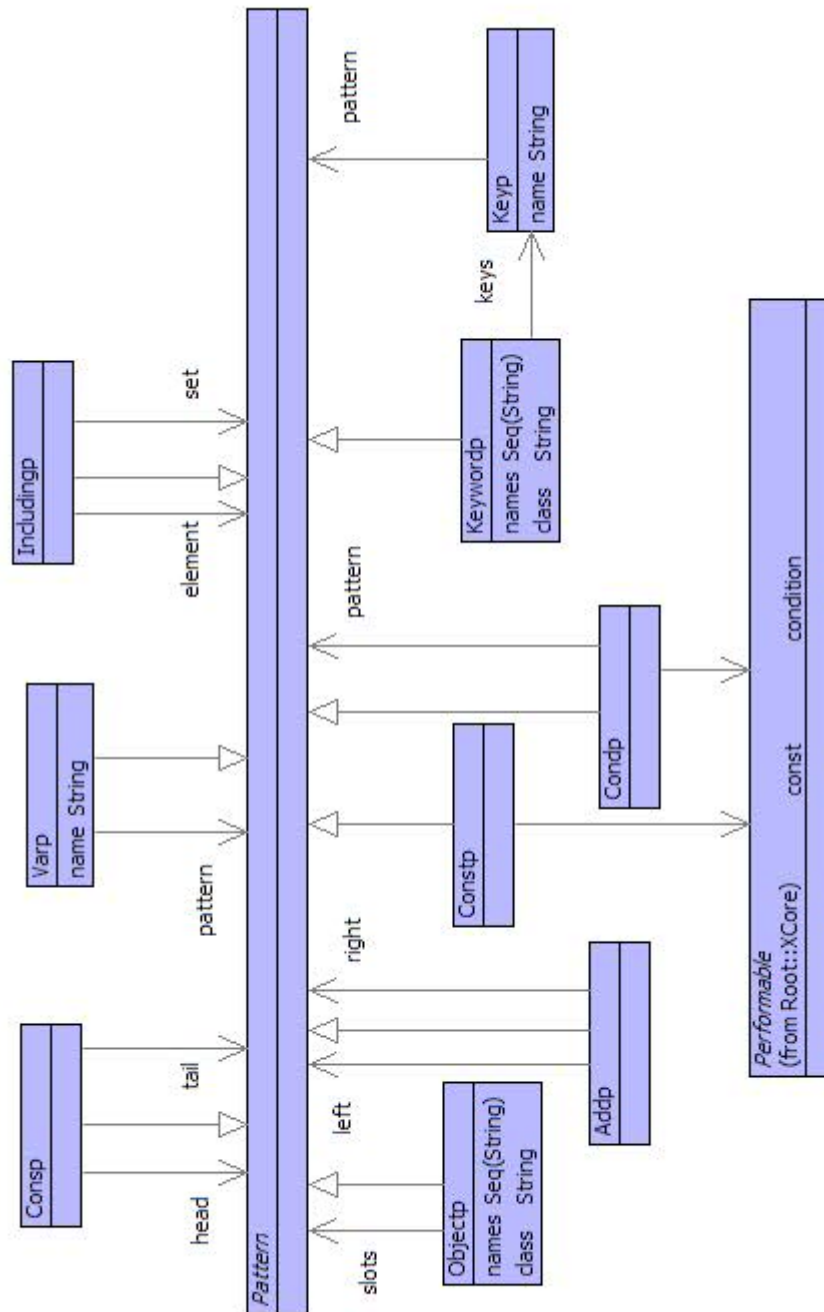 Consp
head
tail
Varp
name String
pattern
Includingp
element
set
Pattern
slots
left
right
pattern
pattern
Objectp
names Seq(String)
class String
Addp
Constp
Condp
Keywordp
names Seq(String)
class String
keys
Keyp
name String
Performable
(from Root::XCore)
const
condition